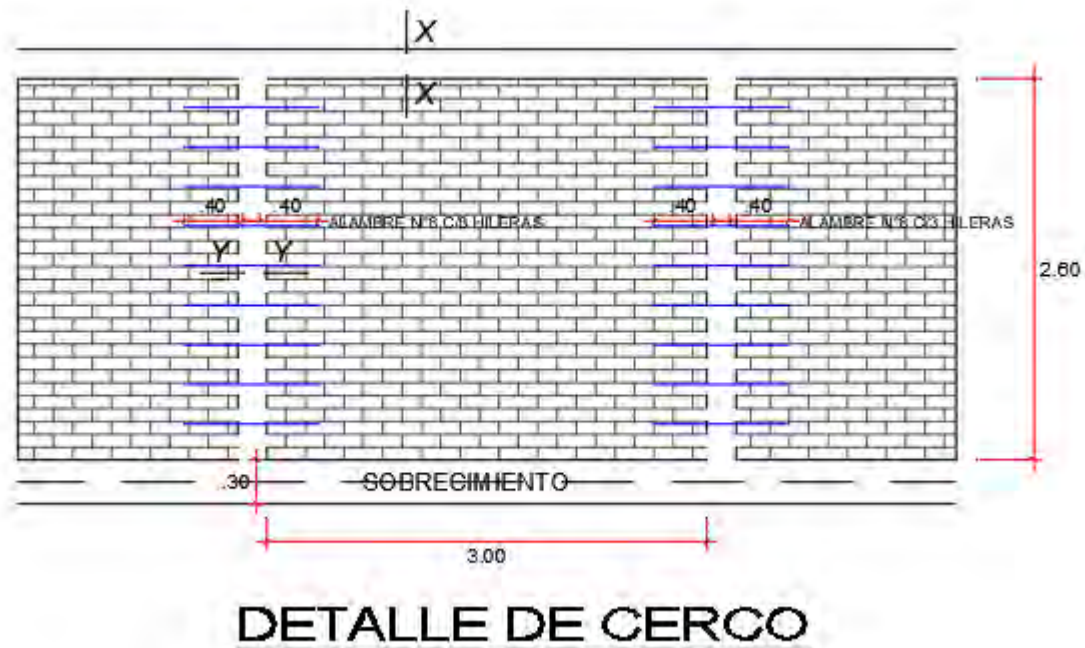 X
X
.40 .40 .40 .40
ALAMBRE N°8 C/3 HILERAS ALAMBRE N°8 C/3 HILERAS
Y Y
2.60
.30 SOBRECIMIENTO
3.00
DETALLE DE CERCO